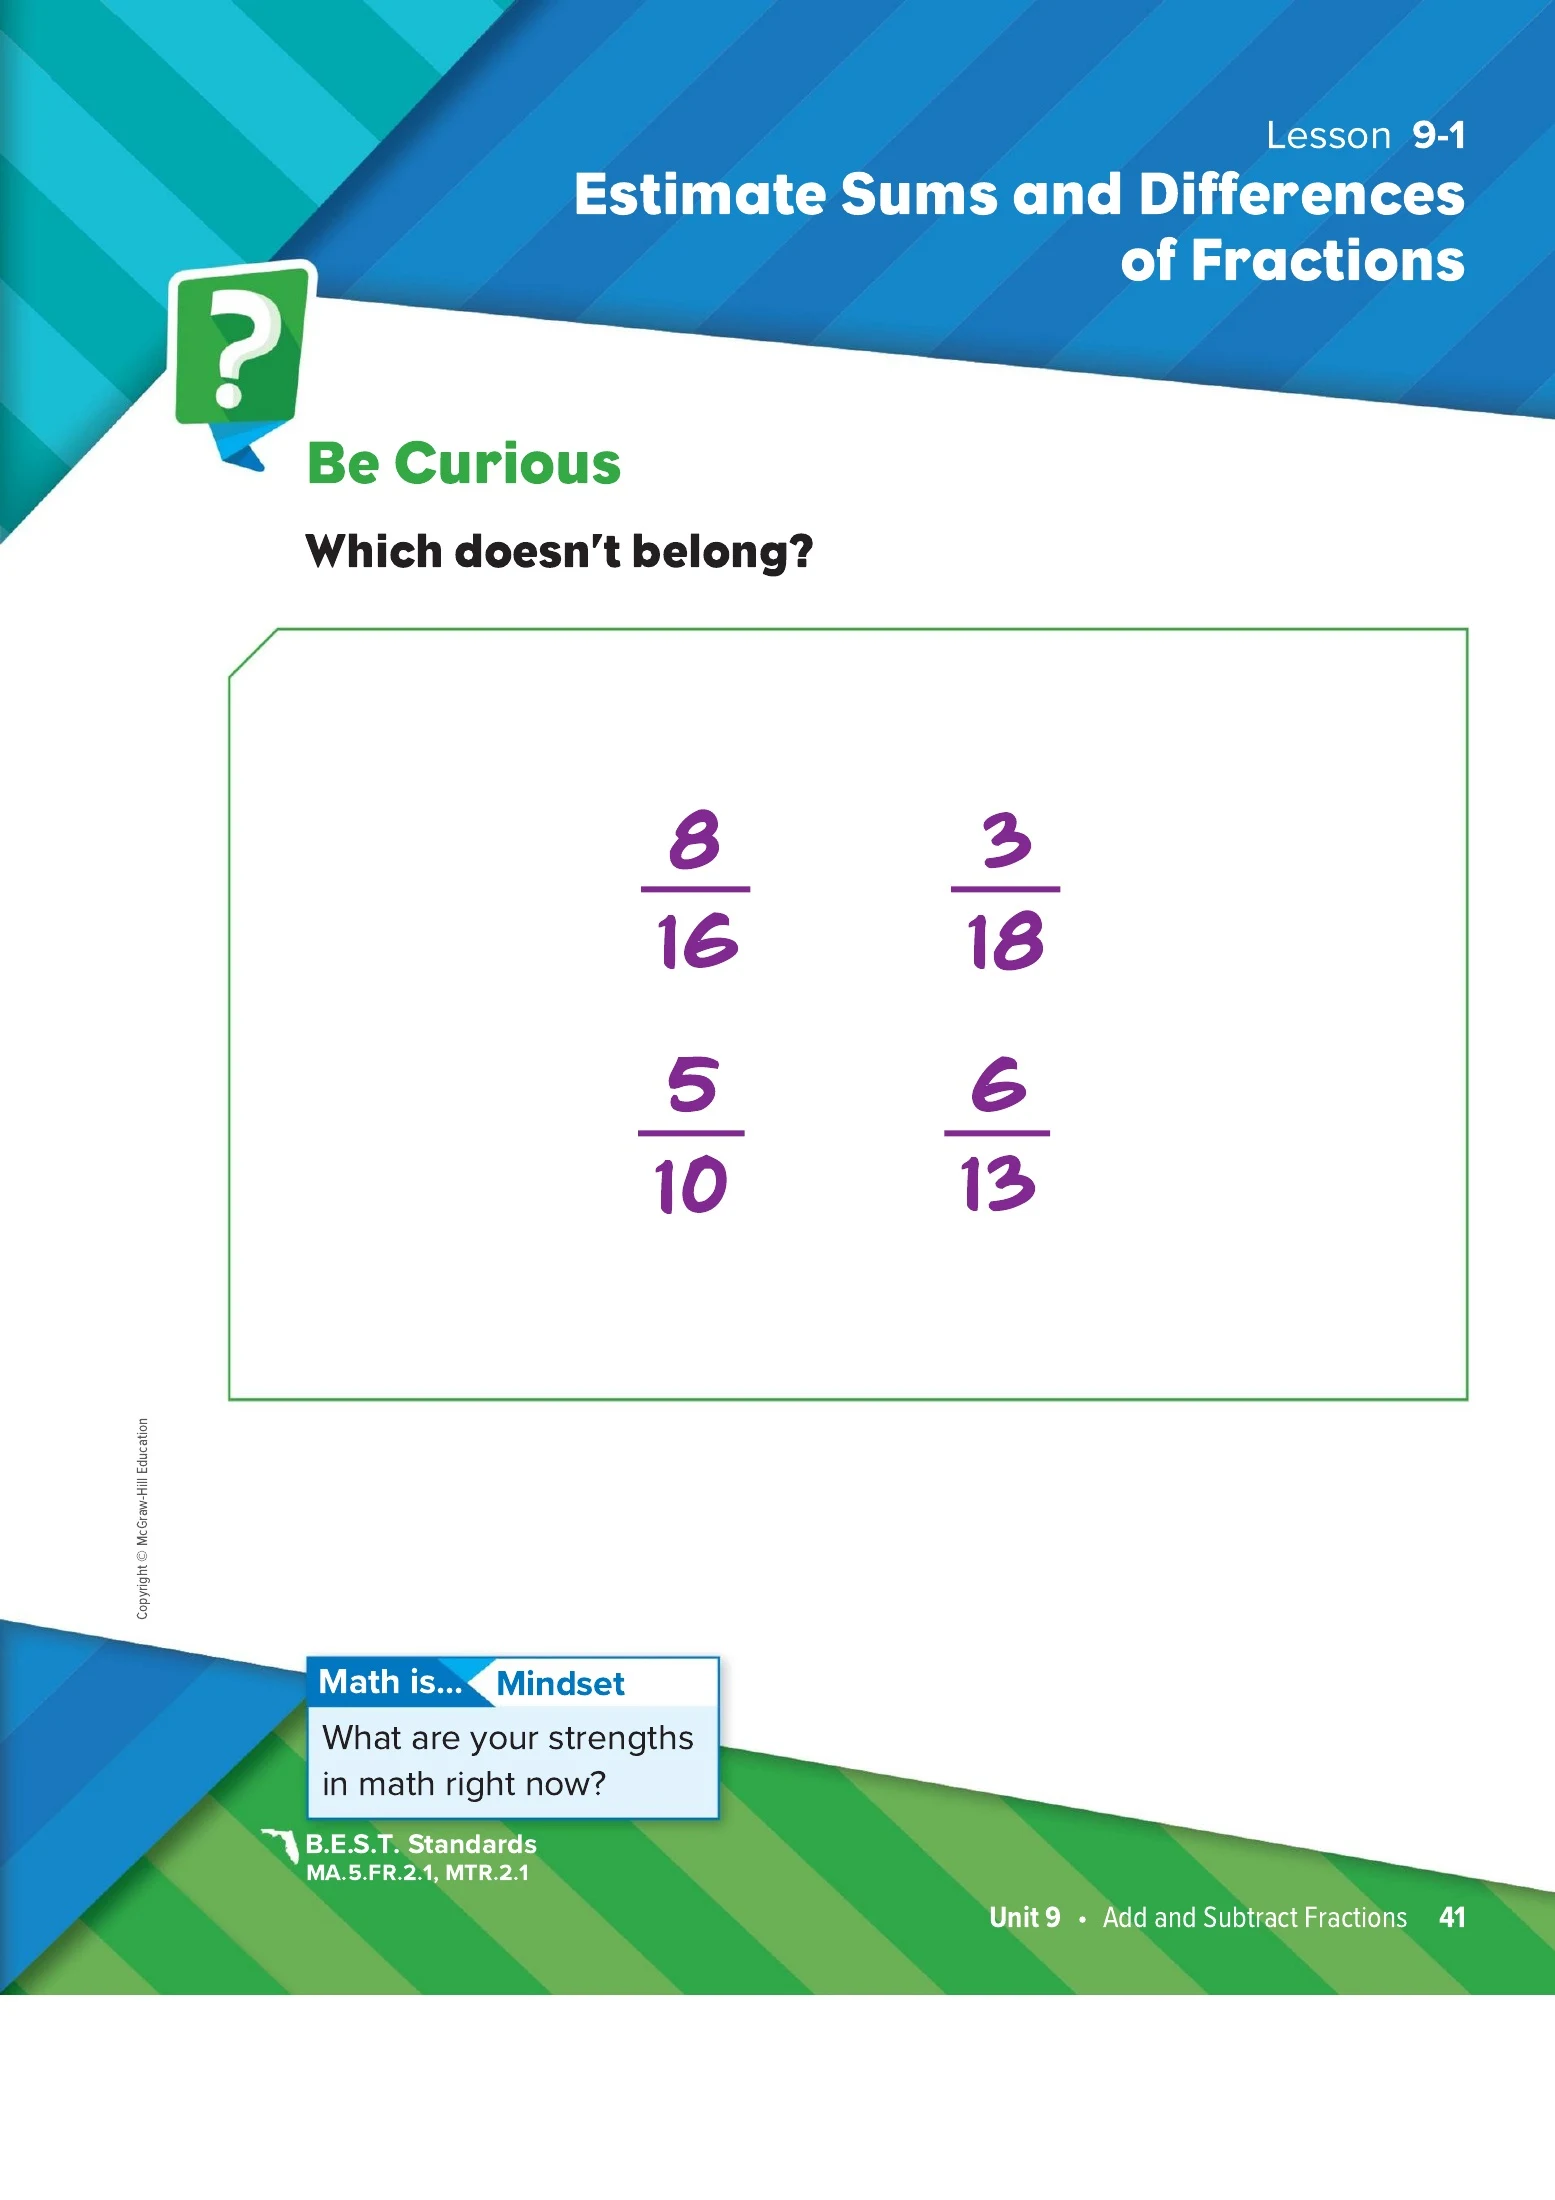 Lesson 9-1
Estimate Sums and Differences
of Fractions
?
Be Curious
Which doesn't belong?
8/16 3/18
5/10 6/13
Copyright © McGraw-Hill Education
Math is... Mindset
What are your strengths
in math right now?
B.E.S.T. Standards
MA.5.FR.2.1, MTR.2.1
Unit 9 • Add and Subtract Fractions 41